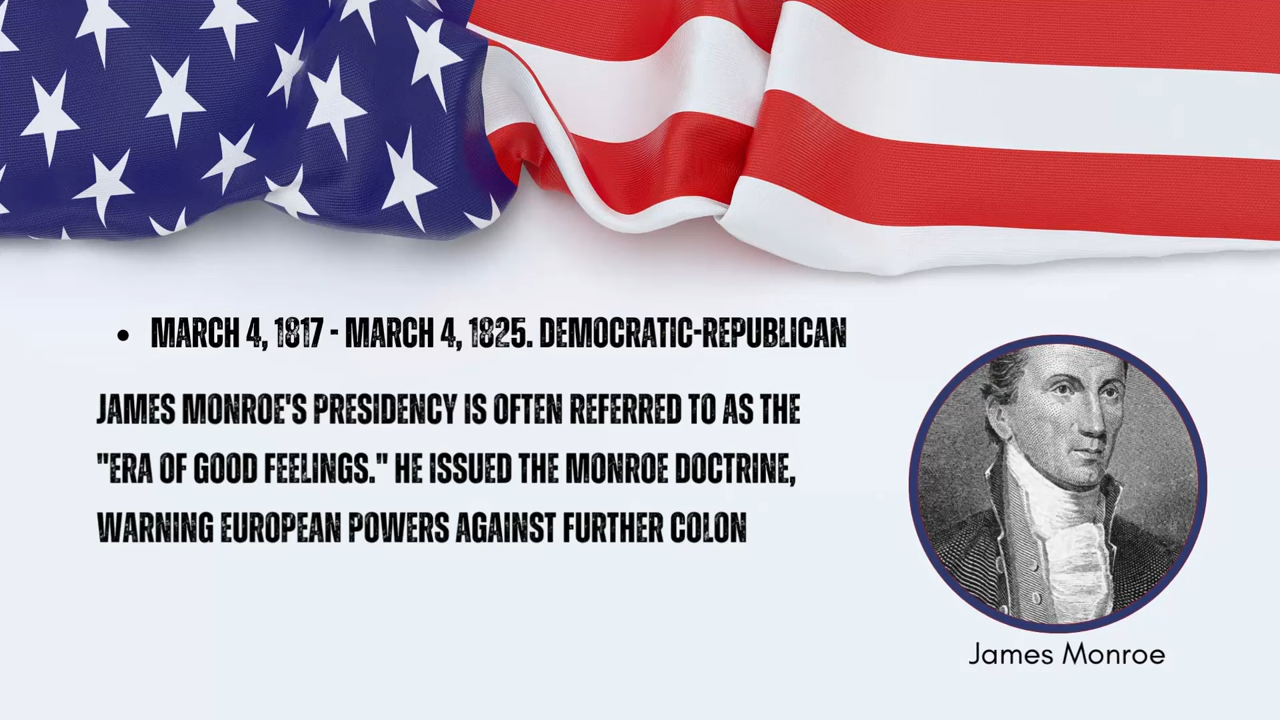 • MARCH 4, 1817 - MARCH 4, 1825. DEMOCRATIC-REPUBLICAN
JAMES MONROE'S PRESIDENCY IS OFTEN REFERRED TO AS THE
"ERA OF GOOD FEELINGS." HE ISSUED THE MONROE DOCTRINE,
WARNING EUROPEAN POWERS AGAINST FURTHER COLON
James Monroe